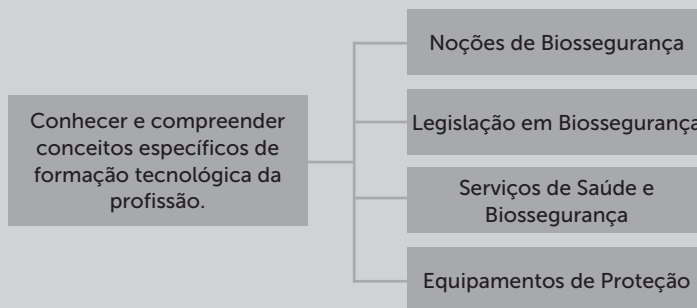 Noções de Biossegurança
Conhecer e compreender
conceitos específicos de
formação tecnológica da
profissão.
Legislação em Biossegurança
Serviços de Saúde e
Biossegurança
Equipamentos de Proteção